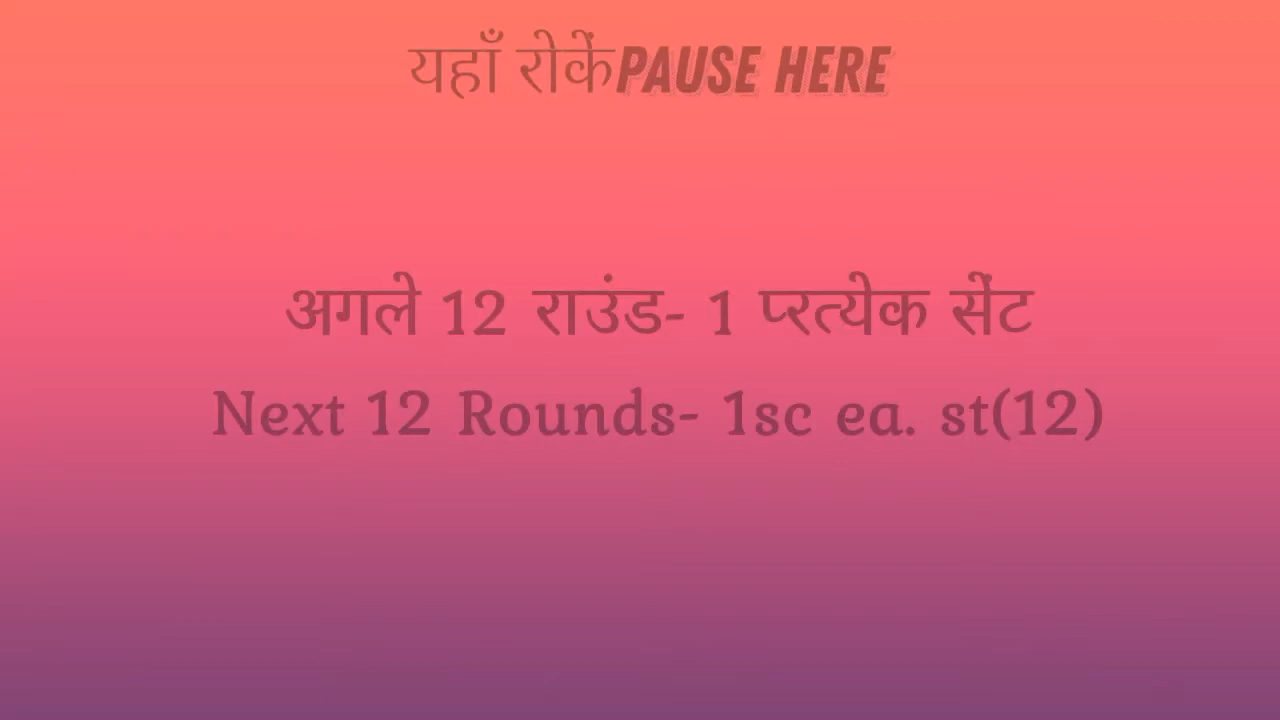 यहाँ रोकेंPAUSE HERE
अगले 12 राउंड- 1 प्रत्येक सेंट
Next 12 Rounds- 1sc ea. st(12)